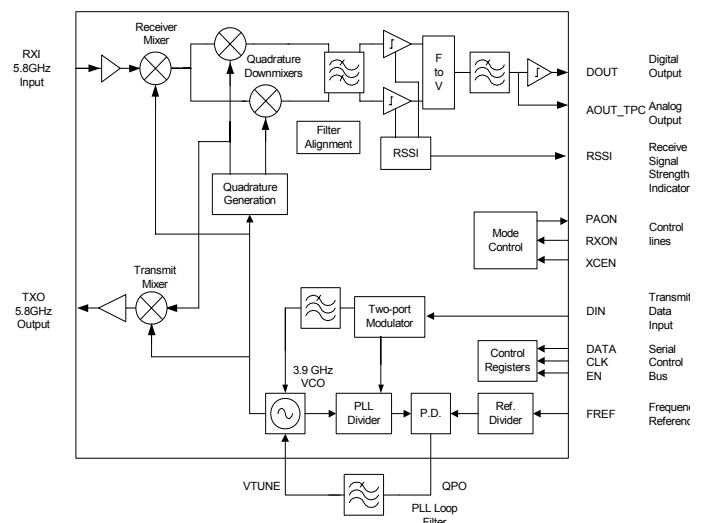 RXI
5.8GHz
Input
Receiver
Mixer
Quadrature
Downmixers
Filter
Alignment
F
to
V
RSSI
DOUT
Digital
Output
AOUT_TPC
Analog
Output
RSSI
Receive
Signal
Strength
Indicator
Quadrature
Generation
Mode
Control
PAON
RXON
XCEN
Control
lines
TXO
5.8GHz
Output
Transmit
Mixer
Two-port
Modulator
DIN
Transmit
Data
Input
3.9 GHz
VCO
PLL
Divider
P.D.
Ref.
Divider
Control
Registers
DATA
CLK
EN
Serial
Control
Bus
FREF
Frequenc
Referenc
VTUNE
QPO
PLL Loop
Filter